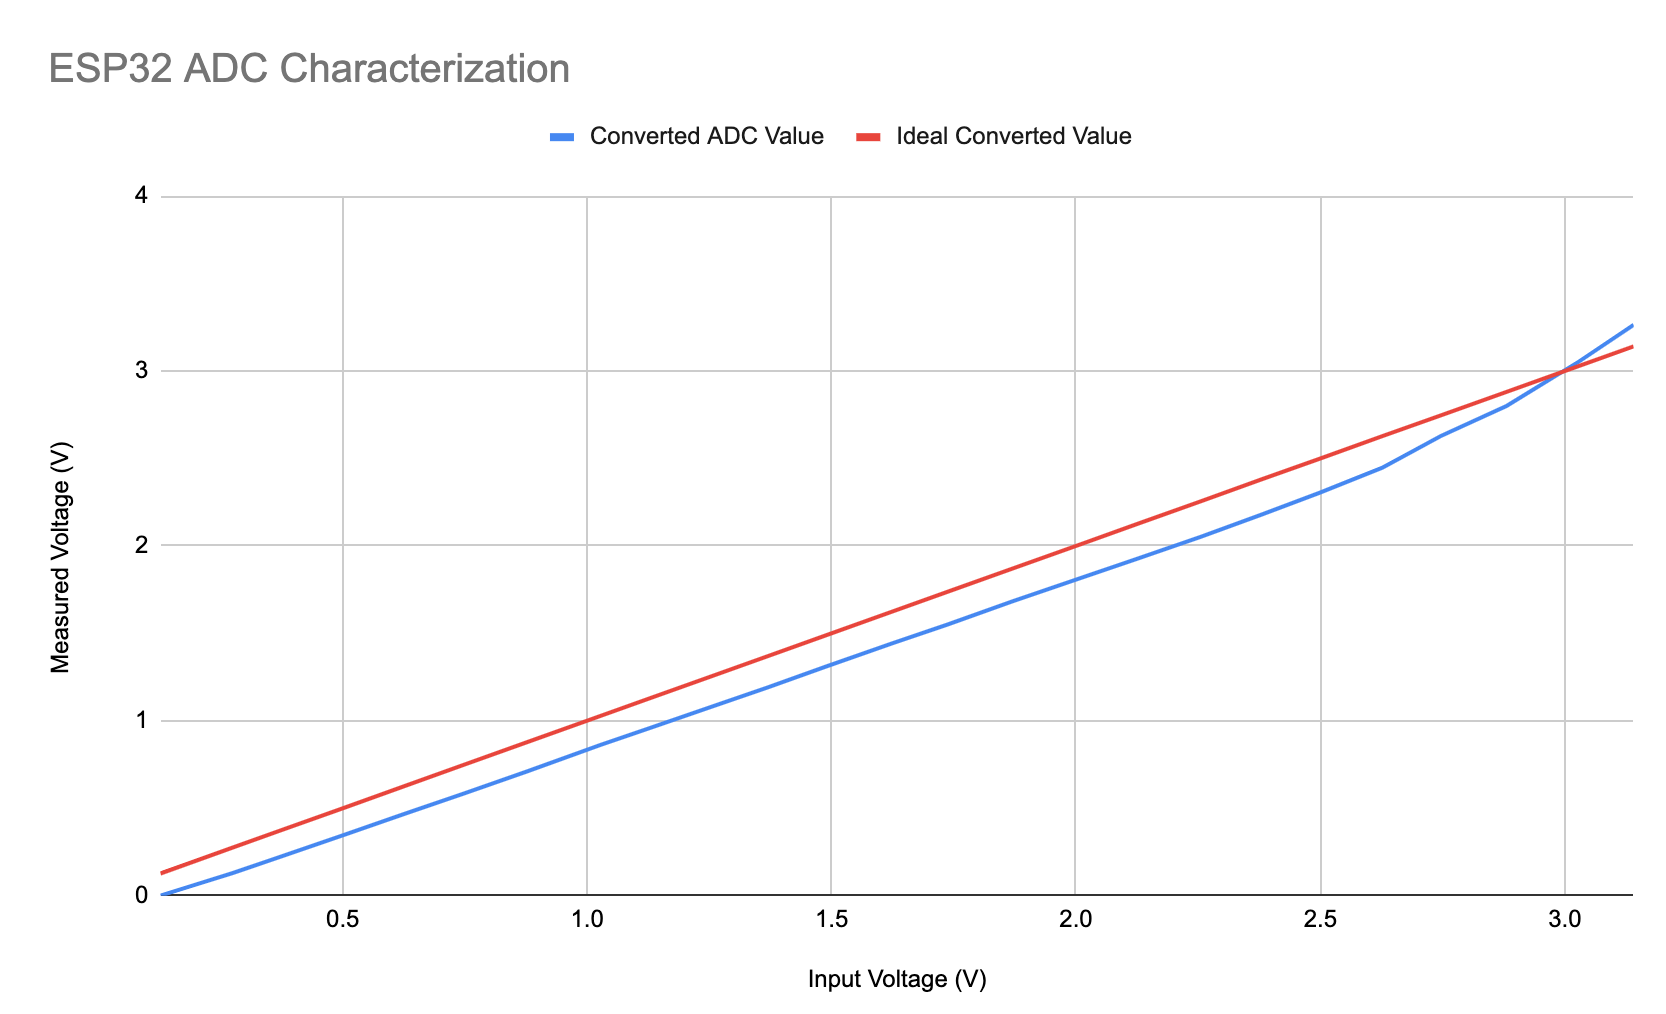 ESP32 ADC Characterization
Converted ADC Value
Ideal Converted Value
4
3
2
1
0
Measured Voltage (V)
0.5
1.0
1.5
2.0
2.5
3.0
Input Voltage (V)